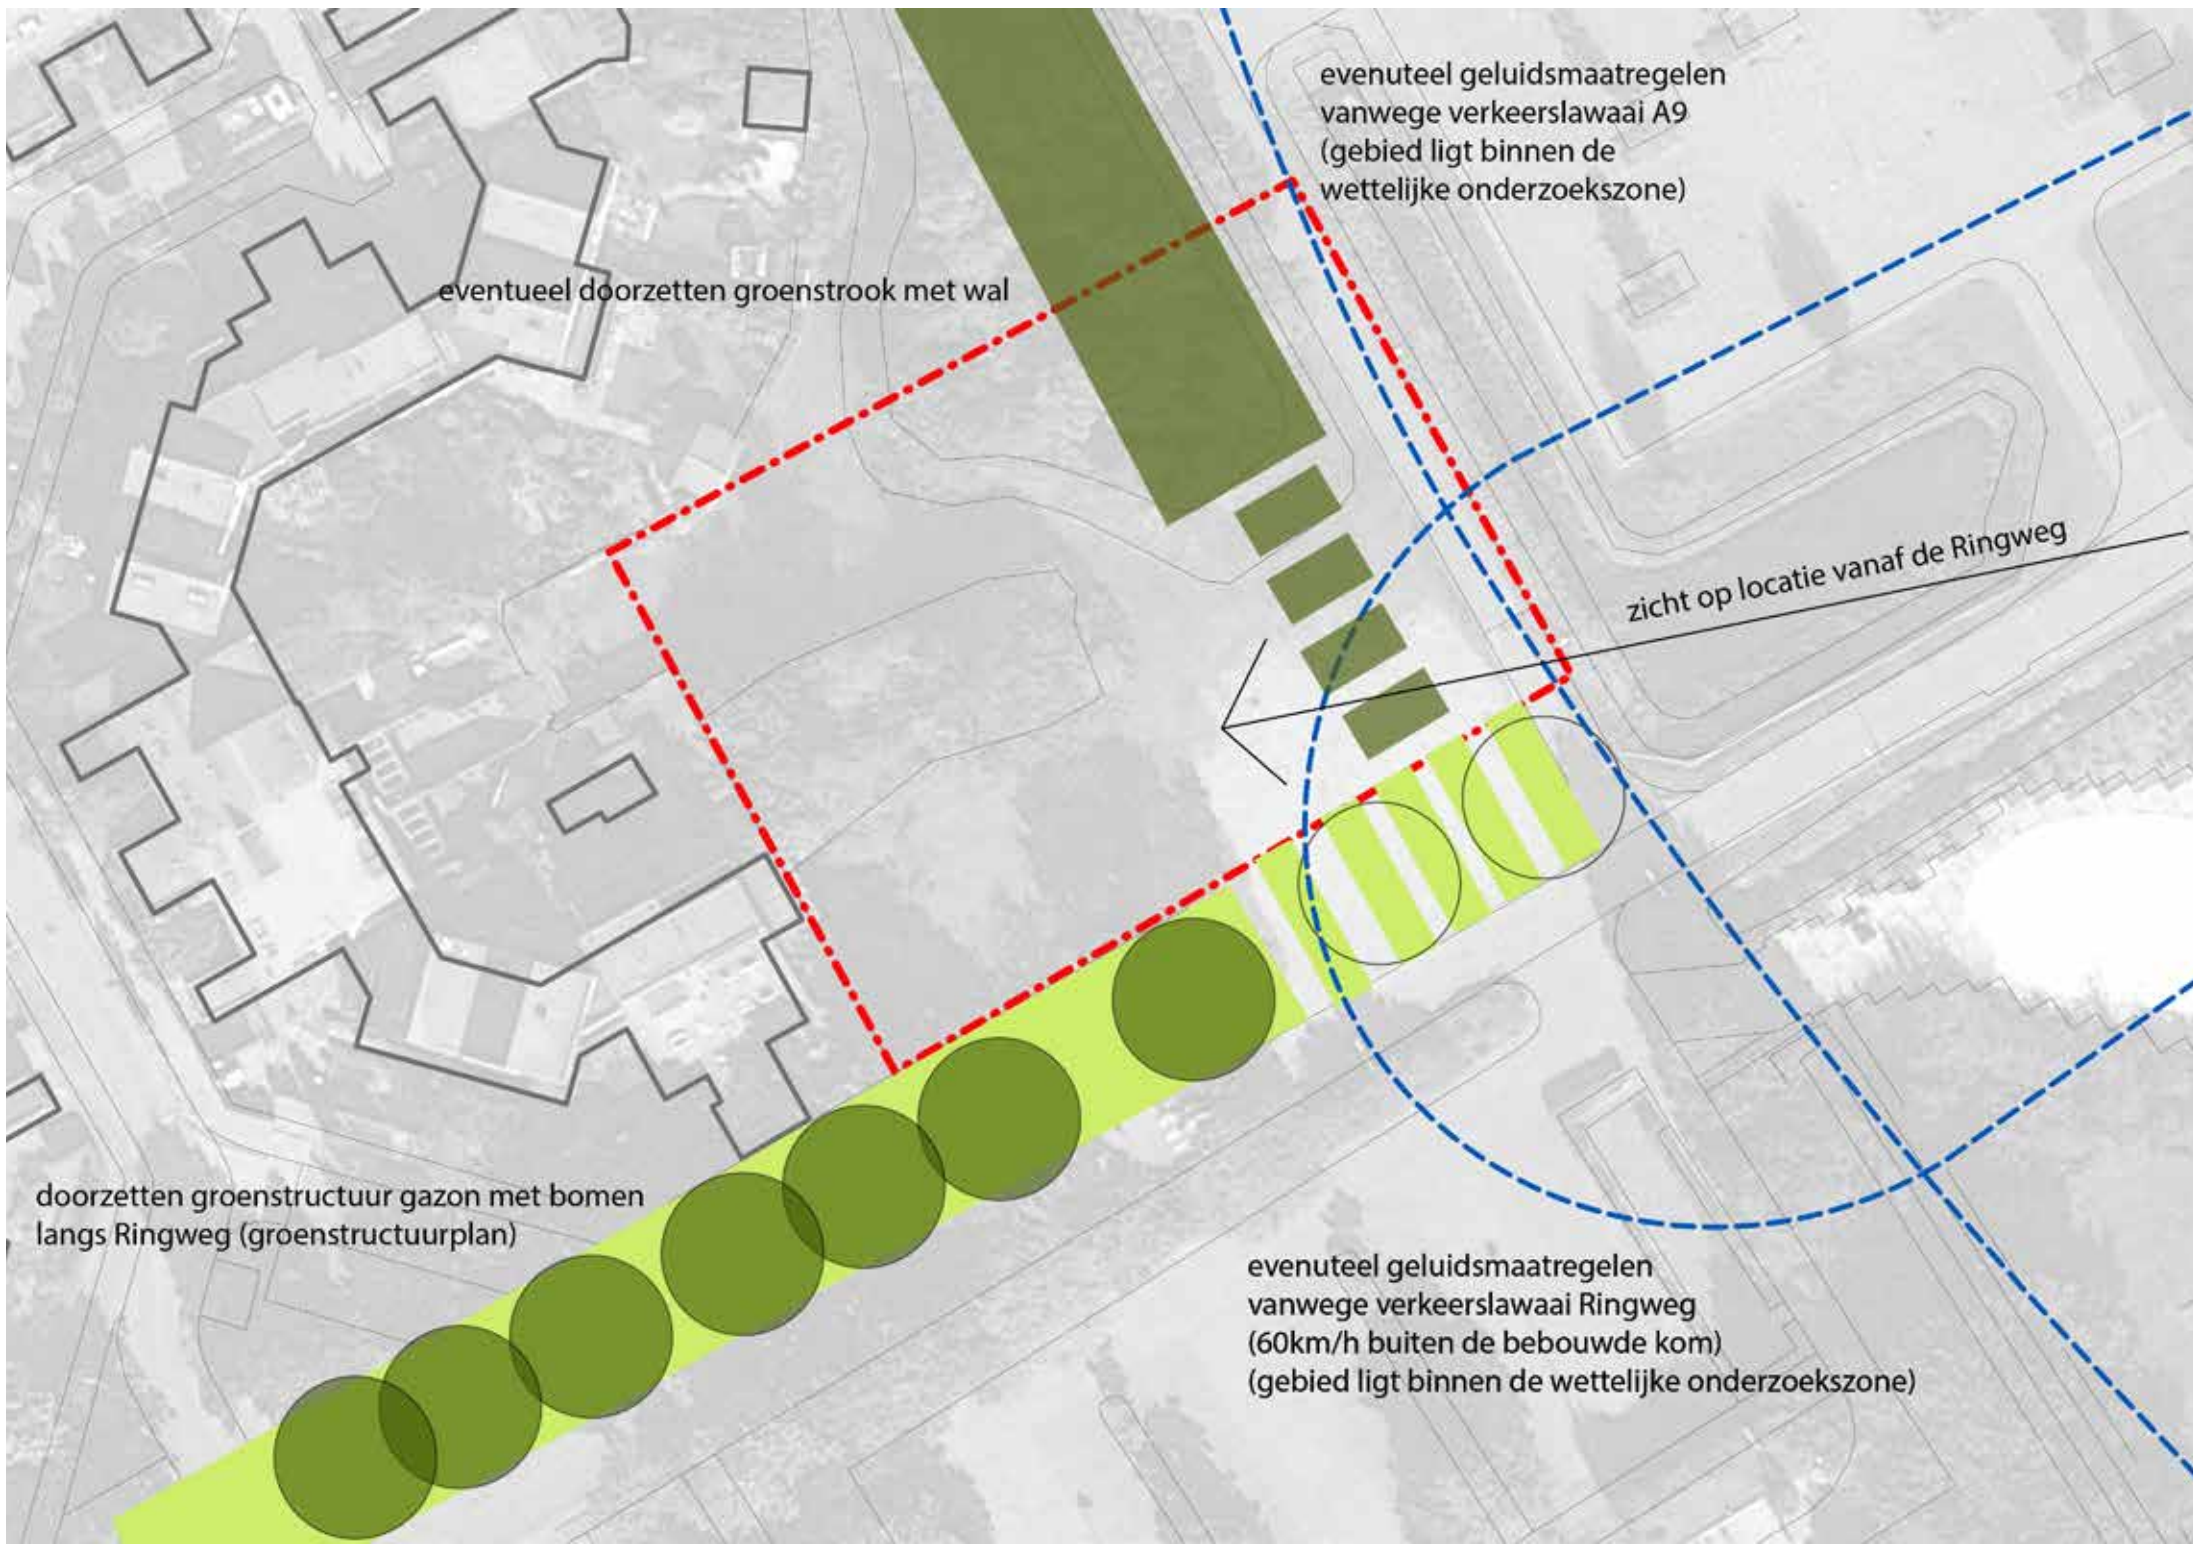 evenuteel geluidsmaatregelen
vanwege verkeerslawaai A9
(gebied ligt binnen de
wettelijke onderzoekszone)
eventueel doorzetten groenstrook met wal
zicht op locatie vanaf de Ringweg
doorzetten groenstructuur gazon met bomen
langs Ringweg (groenstructuurplan)
evenuteel geluidsmaatregelen
vanwege verkeerslawaai Ringweg
(60km/h buiten de bebouwde kom)
(gebied ligt binnen de wettelijke onderzoekszone)